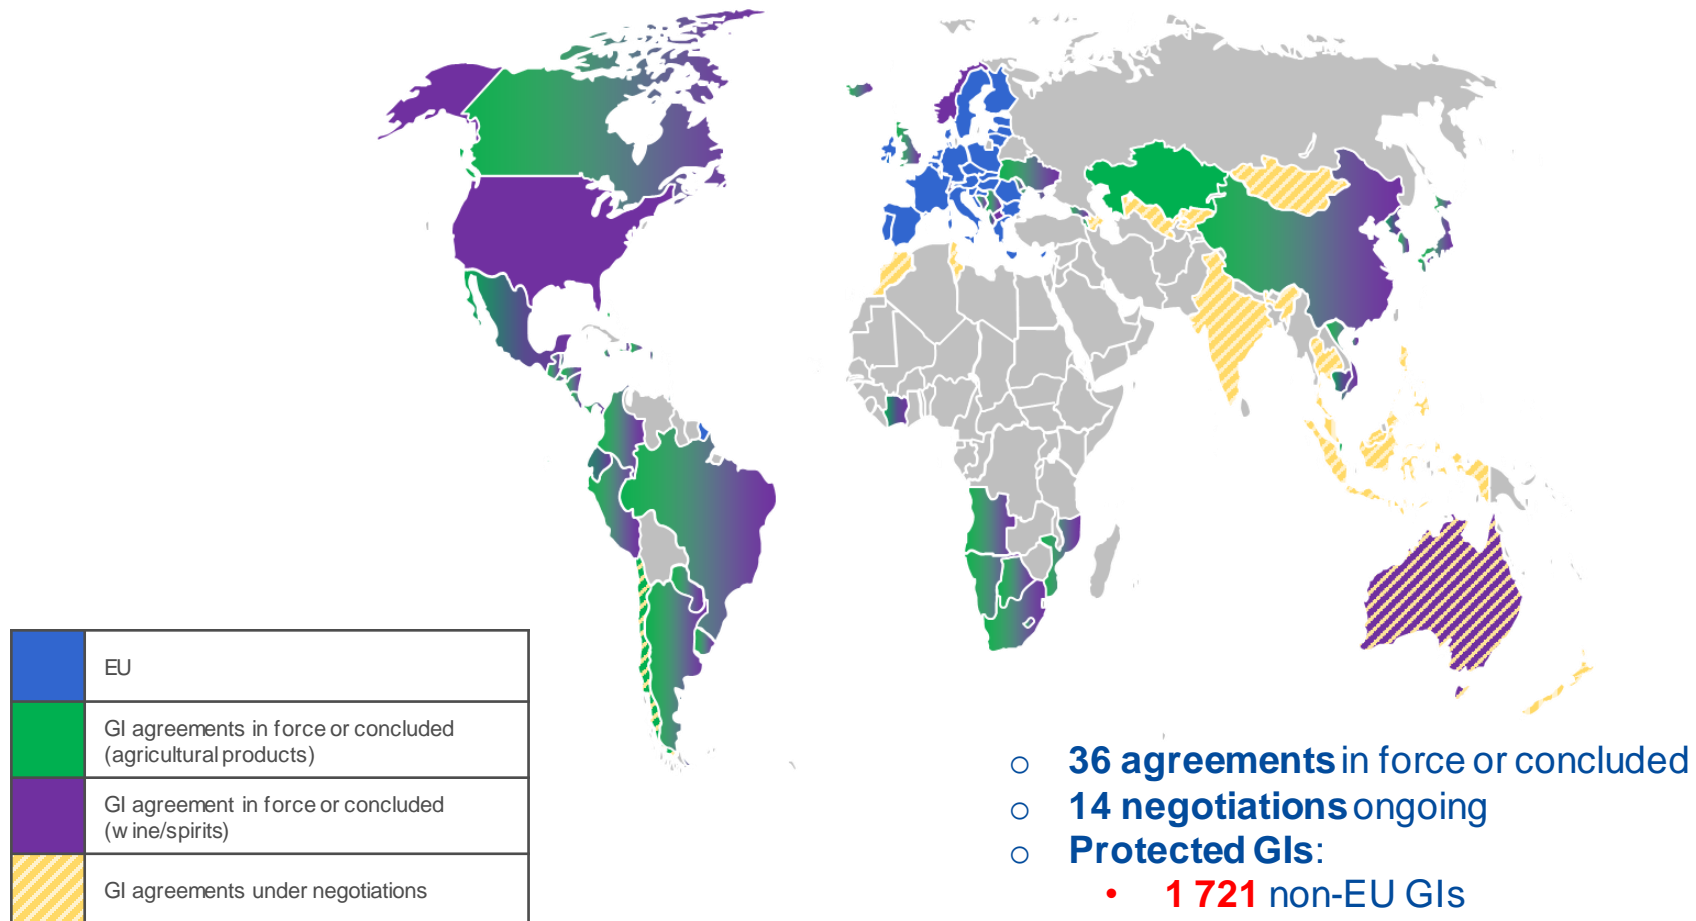 EU
GI agreements in force or concluded
(agricultural products)
GI agreement in force or concluded
(wine/spirits)
GI agreements under negotiations
o 36 agreements in force or concluded
o 14 negotiations ongoing
o Protected GIs:
• 1 721 non-EU GIs